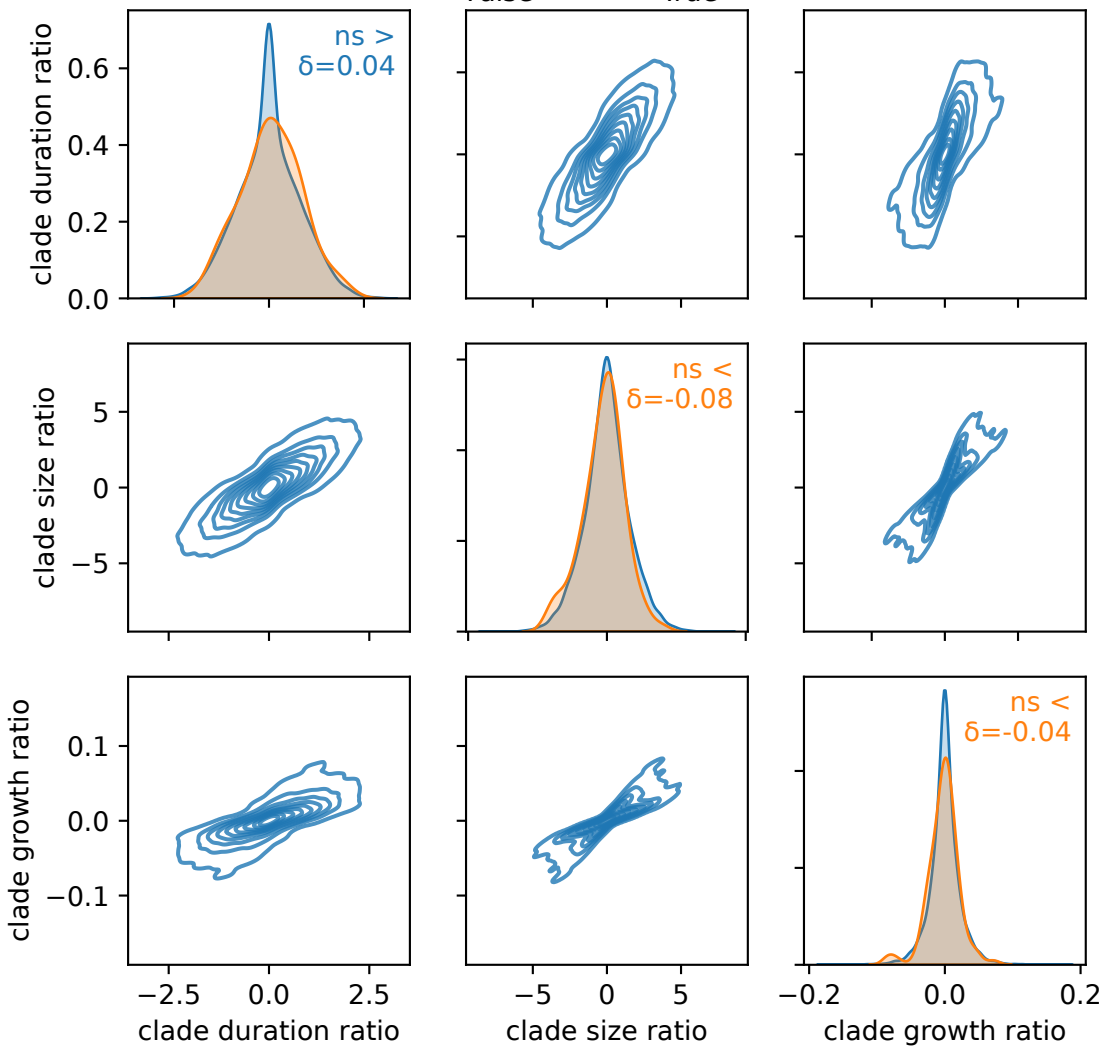 clade duration ratio
0.6
0.4
0.2
0.0
ns >
δ=0.04
clade size ratio
5
0
−5
ns <
δ=-0.08
clade growth ratio
0.1
0.0
−0.1
ns <
δ=-0.04
−2.5 0.0 2.5
−5 0 5
−0.2 0.0 0.2
clade duration ratio
clade size ratio
clade growth ratio